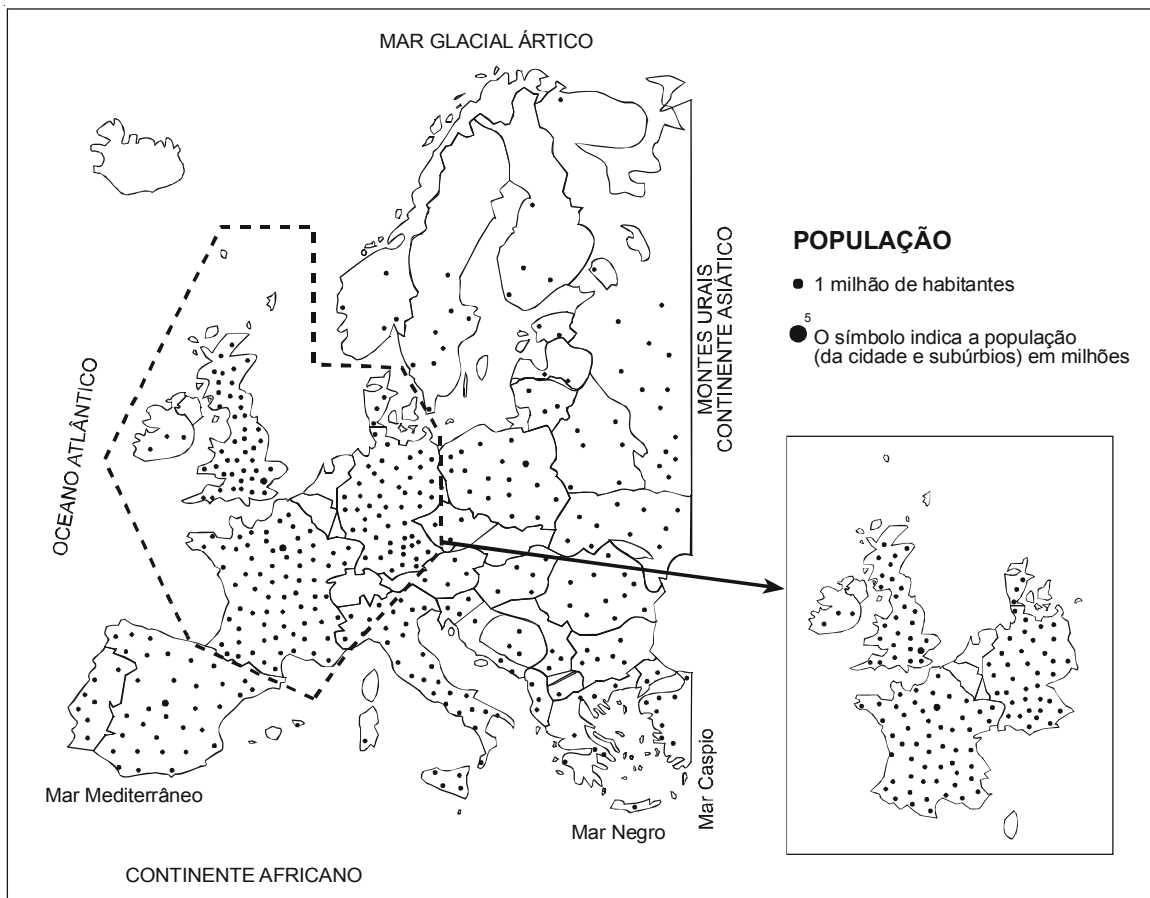 MAR GLACIAL ÁRTICO
OCEANO ATLÂNTICO
MONTES URAIS
CONTINENTE ASIÁTICO
POPULAÇÃO
1 milhão de habitantes
5
O símbolo indica a população
(da cidade e subúrbios) em milhões
Mar Mediterrâneo
Mar Negro
Mar Caspio
CONTINENTE AFRICANO